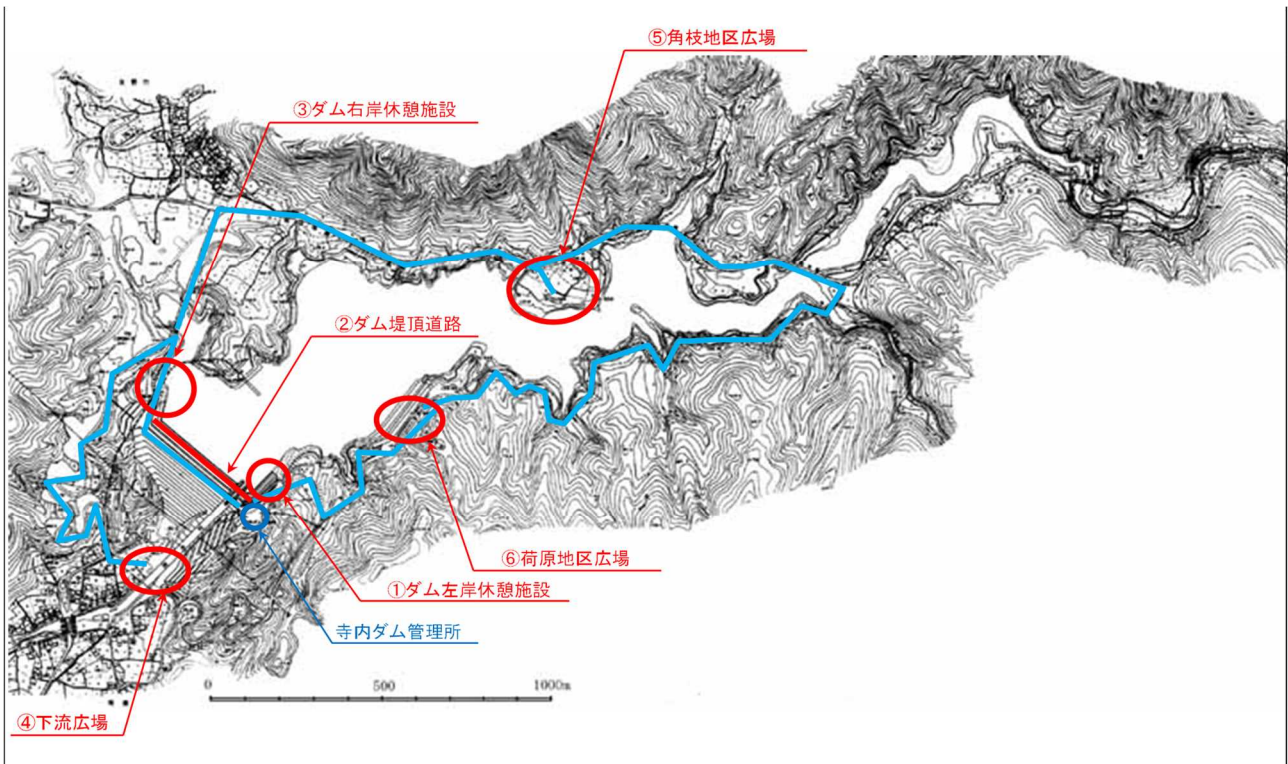 ⑤角枝地区広場
③ダム右岸休憩施設
②ダム堤頂道路
⑥荷原地区広場
①ダム左岸休憩施設
寺内ダム管理所
0 500 1000m
④下流広場